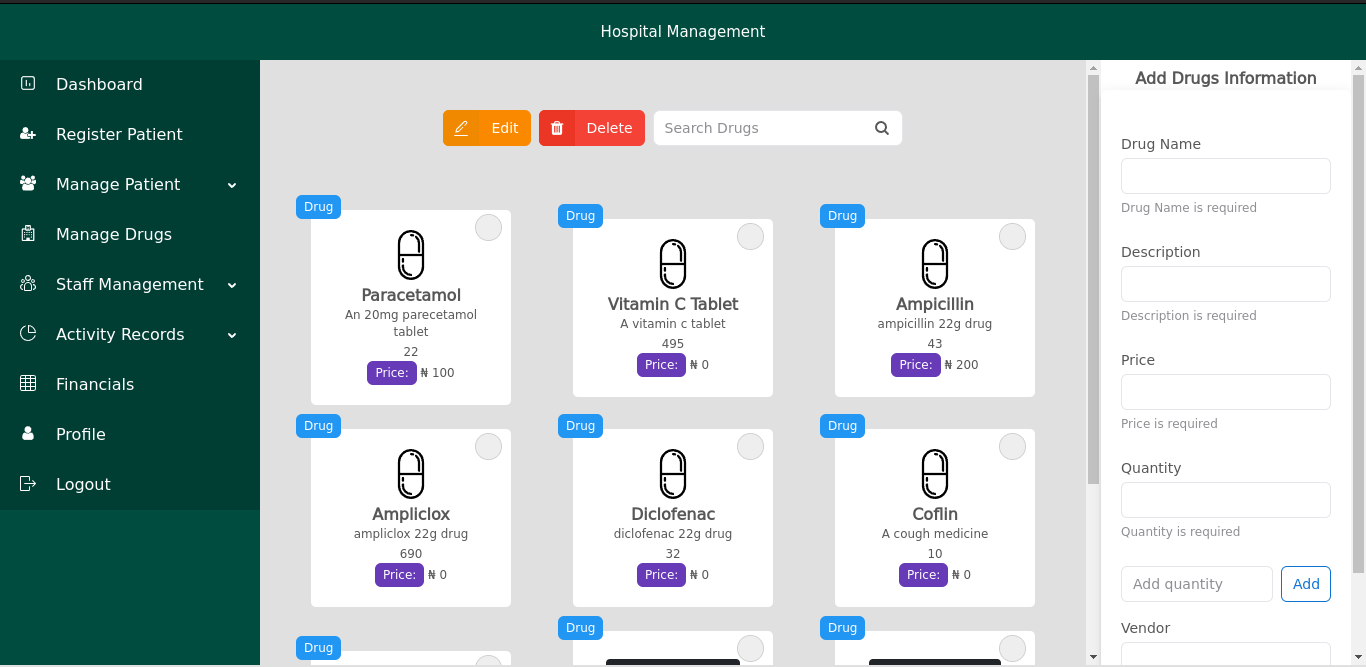 Hospital Management
Dashboard
Register Patient
Manage Patient
Manage Drugs
Staff Management
Activity Records
Financials
Profile
Logout
Edit
Delete
Search Drugs
Drug
Paracetamol
An 20mg parecetamol
tablet
22
Price: ₦ 100
Drug
Vitamin C Tablet
A vitamin c tablet
495
Price: ₦ 0
Drug
Ampicillin
ampicillin 22g drug
43
Price: ₦ 200
Drug
Ampliclox
ampliclox 22g drug
690
Price: ₦ 0
Drug
Diclofenac
diclofenac 22g drug
32
Price: ₦ 0
Drug
Coflin
A cough medicine
10
Price: ₦ 0
Drug
Drug
Drug
Add Drugs Information
Drug Name
Drug Name is required
Description
Description is required
Price
Price is required
Quantity
Quantity is required
Add quantity
Add
Vendor